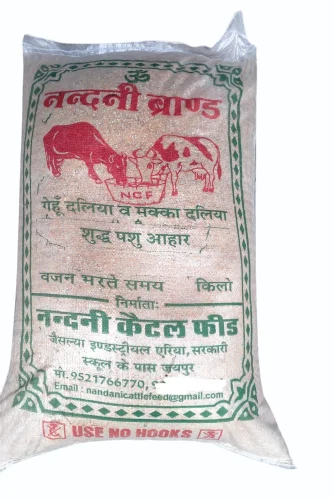 ॐ
नन्दनी ब्राण्ड
NCF
गेहूँ दलिया व मक्का दलिया
शुद्ध पशु आहार
वजन भरते समय किलो
निर्माताः
नन्दनी कैटल फीड
जैसल्या इण्डस्ट्रीयल एरिया, सरकारी
स्कूल के पास जयपुर
मो. 9521766770,
Email : nandanicattlefeed@gmail.com
USE NO HOOKS